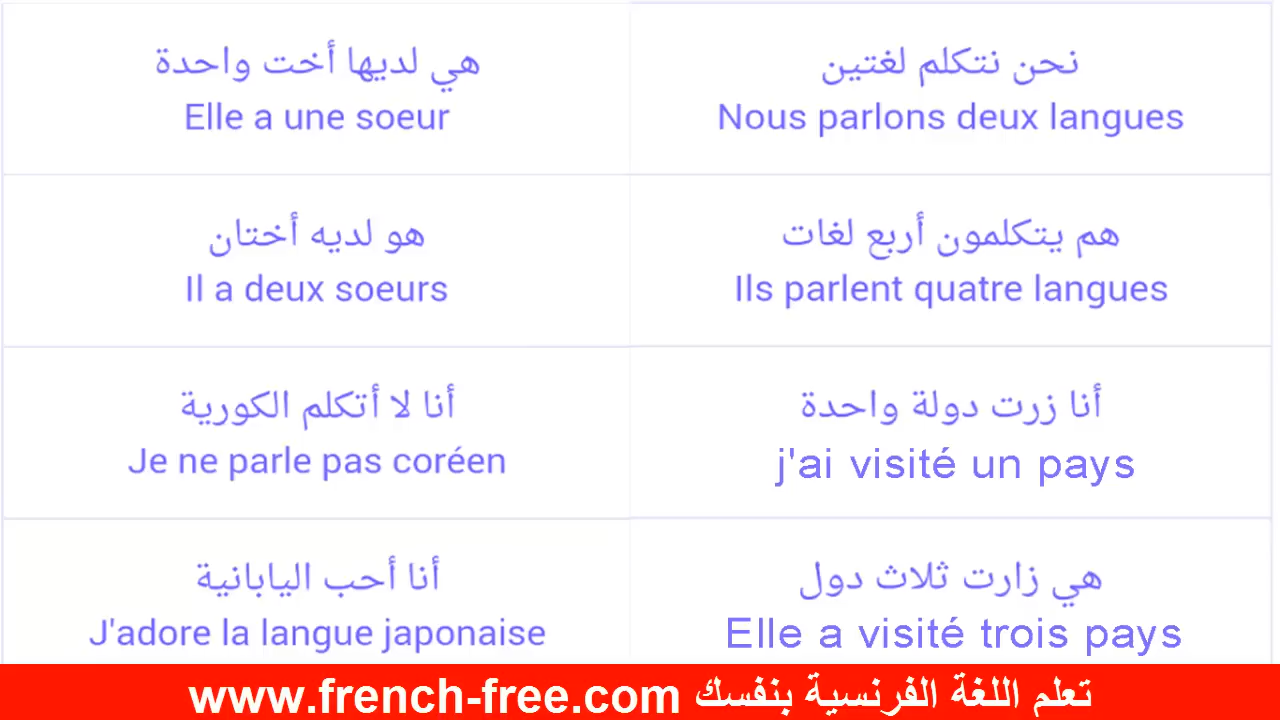 هي لديها أخت واحدة
Elle a une soeur
نحن نتكلم لغتين
Nous parlons deux langues
هو لديه أختان
Il a deux soeurs
هم يتكلمون أربع لغات
Ils parlent quatre langues
أنا لا أتكلم الكورية
Je ne parle pas coréen
أنا زرت دولة واحدة
j'ai visité un pays
أنا أحب اليابانية
J'adore la langue japonaise
هي زارت ثلاث دول
Elle a visité trois pays
تعلم اللغة الفرنسية بنفسك www.french-free.com